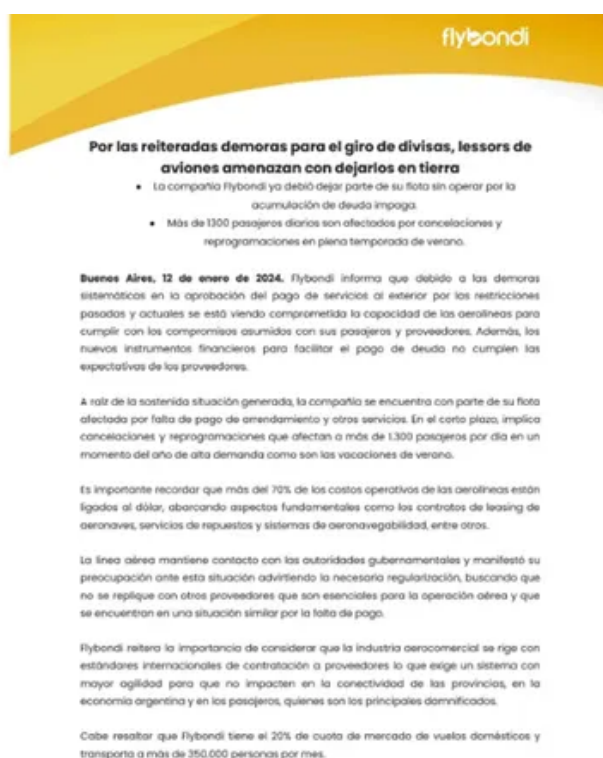 flybondi
Por las reiteradas demoras para el giro de divisas, lessors de
aviones amenazan con dejarlos en tierra
• La compañía Flybondi ya debió dejar parte de su flota sin operar por la
acumulación de deuda impaga.
• Más de 1300 pasajeros diarios son afectados por cancelaciones y
reprogramaciones en plena temporada de verano.
Buenos Aires, 12 de enero de 2024. Flybondi informa que debido a las demoras
sistemáticas en la aprobación del pago de servicios al exterior por las restricciones
pasadas y actuales se está viendo comprometida la capacidad de las aerolíneas para
cumplir con los compromisos asumidos con sus pasajeros y proveedores. Además, los
nuevos instrumentos financieros para facilitar el pago de deuda no cumplen las
expectativas de los proveedores.
A raíz de la sostenida situación generada, la compañía se encuentra con parte de su flota
afectada por falta de pago de arrendamiento y otros servicios. En el corto plazo, implica
cancelaciones y reprogramaciones que afectan a más de 1.300 pasajeros por día en un
momento del año de alta demanda como son las vacaciones de verano.
Es importante recordar que más del 70% de los costos operativos de las aerolíneas están
ligados al dólar, abarcando aspectos fundamentales como los contratos de leasing de
aeronaves, servicios de repuestos y sistemas de aeronavegabilidad, entre otros.
La línea aérea mantiene contacto con las autoridades gubernamentales y manifestó su
preocupación ante esta situación advirtiendo la necesaria regularización, buscando que
no se replique con otros proveedores que son esenciales para la operación aérea y que
se encuentran en una situación similar por la falta de pago.
Flybondi reitera la importancia de considerar que la industria aerocomercial se rige con
estándares internacionales de contratación a proveedores lo que exige un sistema con
mayor agilidad para que no impacten en la conectividad de las provincias, en la
economía argentina y en los pasajeros, quienes son los principales damnificados.
Cabe resaltar que Flybondi tiene el 20% de cuota de mercado de vuelos domésticos y
transporta a más de 350.000 personas por mes.